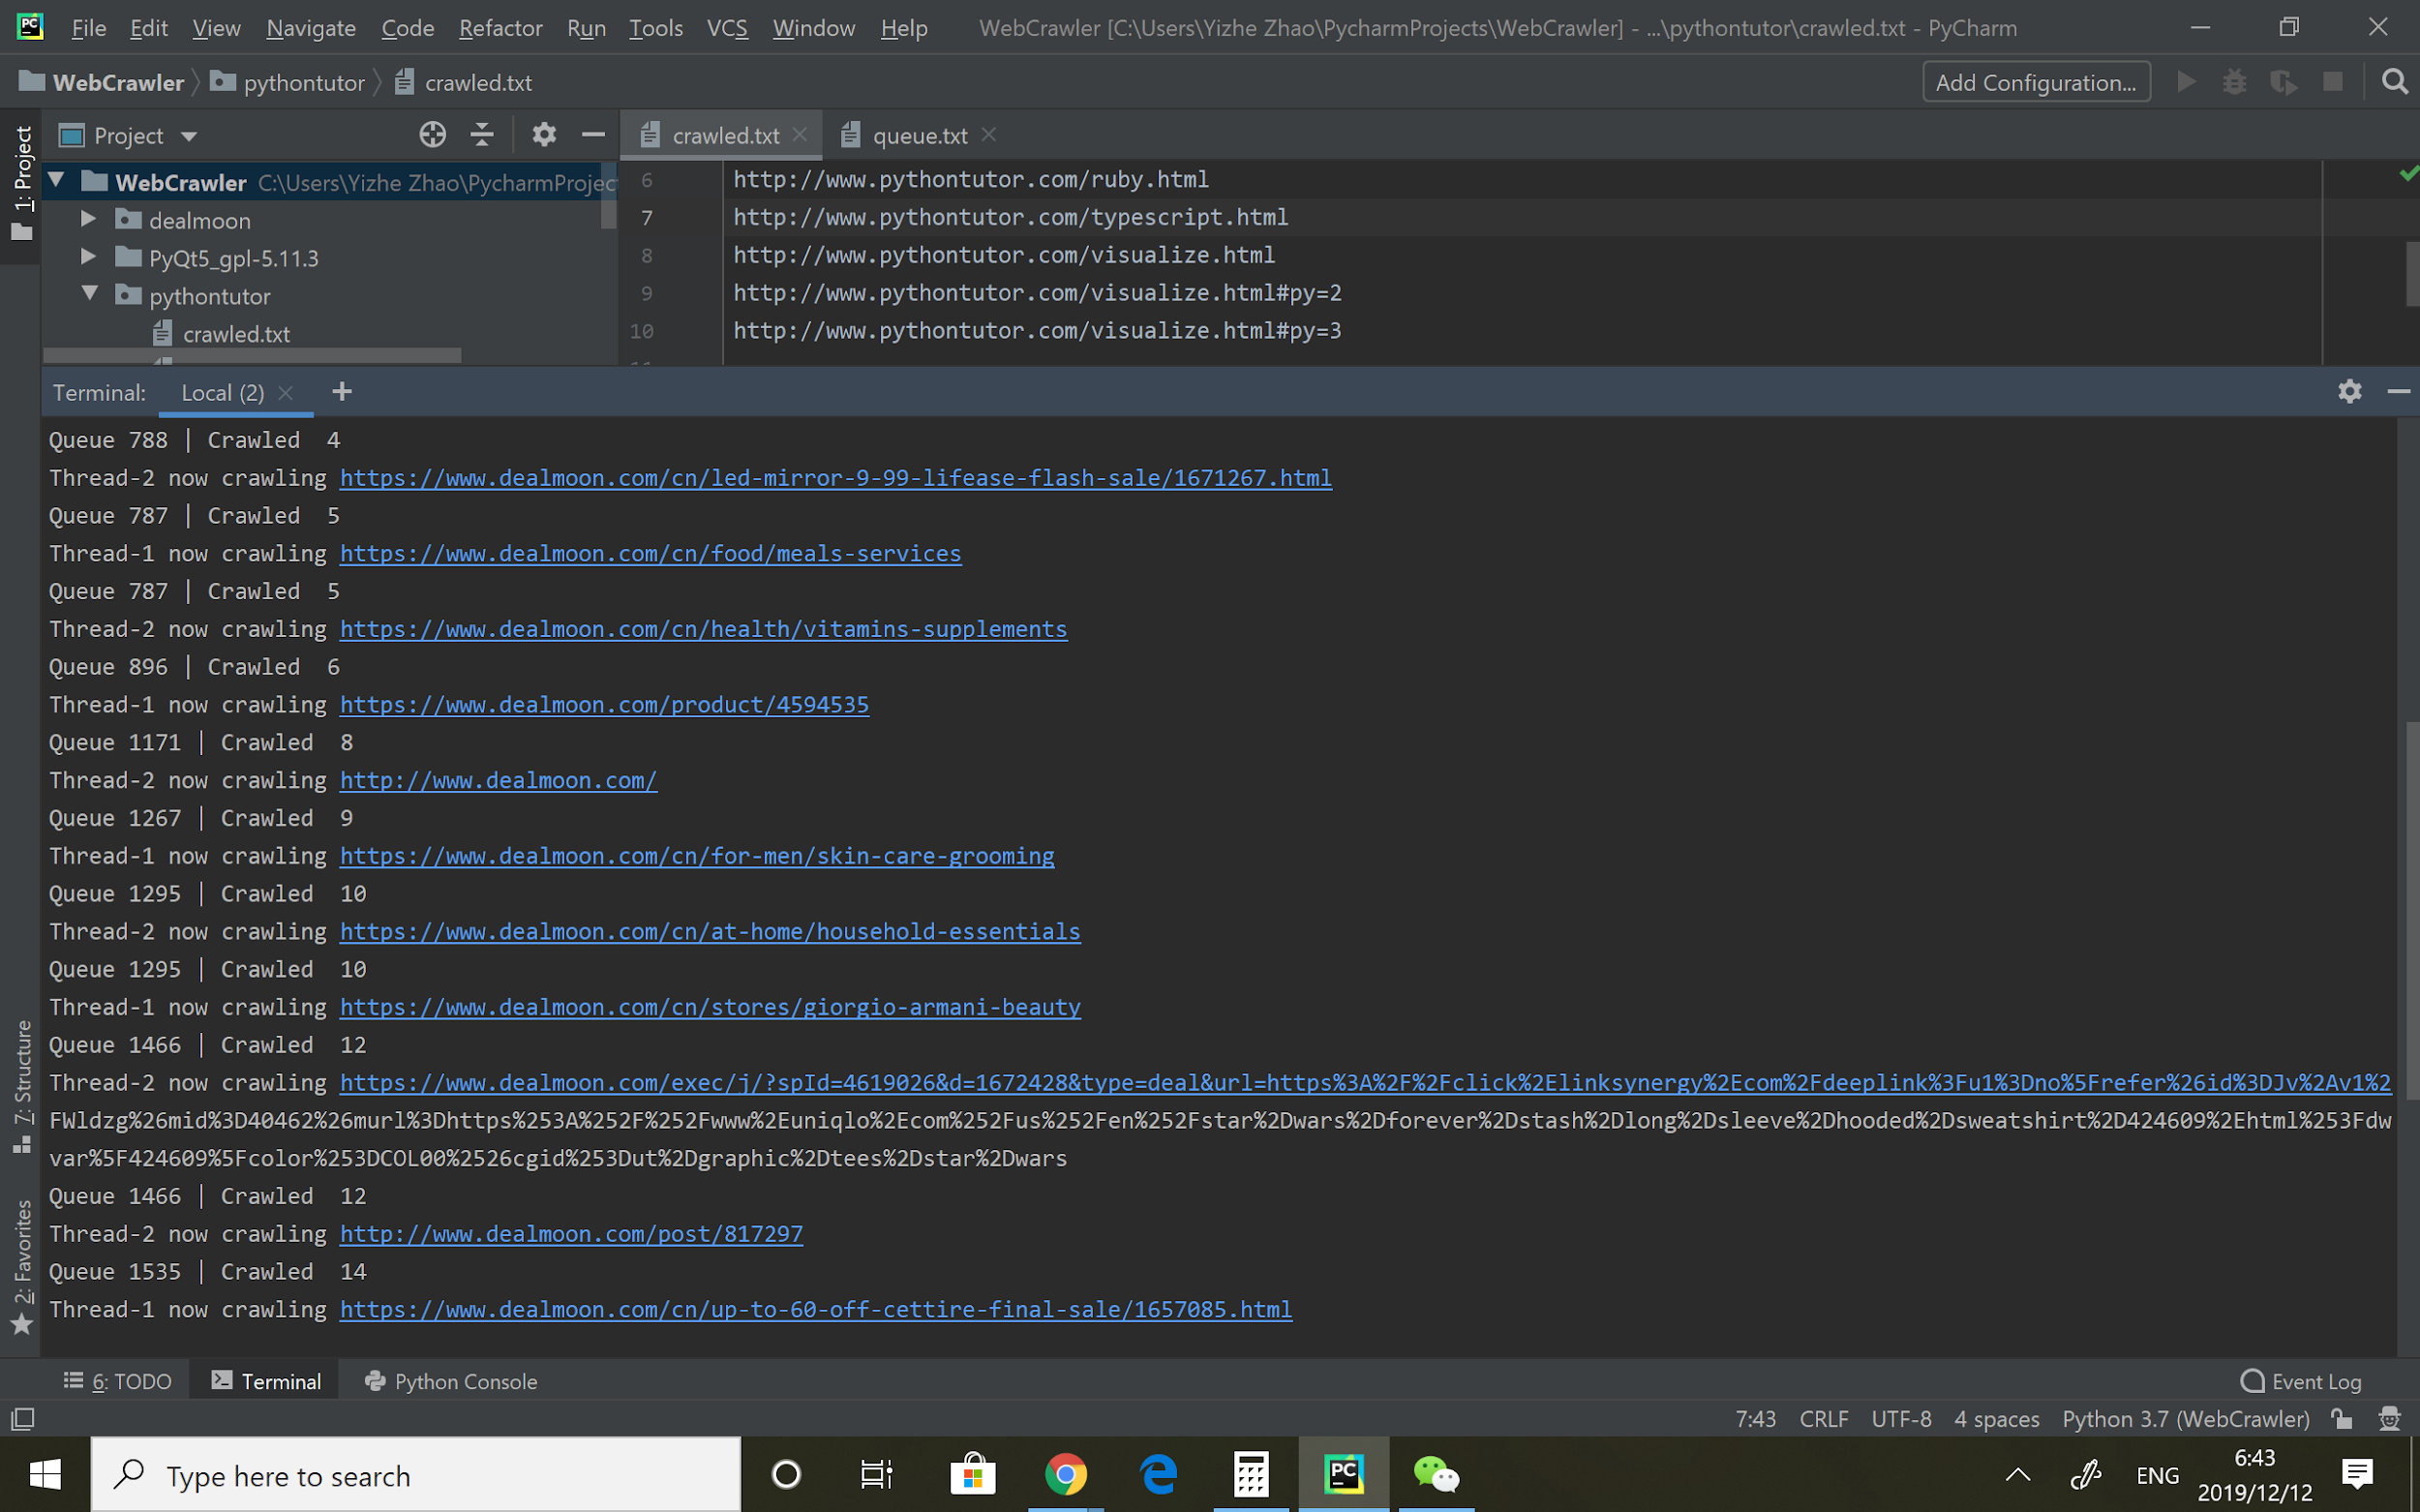 PC
File Edit View Navigate Code Refactor Run Tools VCS Window Help WebCrawler [C:\Users\Yizhe Zhao\PycharmProjects\WebCrawler] - ...\pythontutor\crawled.txt - PyCharm
WebCrawler pythontutor crawled.txt Add Configuration...
1: Project
Project crawled.txt queue.txt
WebCrawler C:\Users\Yizhe Zhao\PycharmProjec
dealmoon
PyQt5_gpl-5.11.3
pythontutor
crawled.txt
6 http://www.pythontutor.com/ruby.html
7 http://www.pythontutor.com/typescript.html
8 http://www.pythontutor.com/visualize.html
9 http://www.pythontutor.com/visualize.html#py=2
10 http://www.pythontutor.com/visualize.html#py=3
Terminal: Local (2) +
Queue 788 | Crawled  4
Thread-2 now crawling https://www.dealmoon.com/cn/led-mirror-9-99-lifease-flash-sale/1671267.html
Queue 787 | Crawled  5
Thread-1 now crawling https://www.dealmoon.com/cn/food/meals-services
Queue 787 | Crawled  5
Thread-2 now crawling https://www.dealmoon.com/cn/health/vitamins-supplements
Queue 896 | Crawled  6
Thread-1 now crawling https://www.dealmoon.com/product/4594535
Queue 1171 | Crawled  8
Thread-2 now crawling http://www.dealmoon.com/
Queue 1267 | Crawled  9
Thread-1 now crawling https://www.dealmoon.com/cn/for-men/skin-care-grooming
Queue 1295 | Crawled  10
Thread-2 now crawling https://www.dealmoon.com/cn/at-home/household-essentials
Queue 1295 | Crawled  10
Thread-1 now crawling https://www.dealmoon.com/cn/stores/giorgio-armani-beauty
Queue 1466 | Crawled  12
Thread-2 now crawling https://www.dealmoon.com/exec/j/?spId=4619026&d=1672428&type=deal&url=https%3A%2F%2Fclick%2Elinksynergy%2Ecom%2Fdeeplink%3Fu1%3Dno%5Frefer%26id%3DJv%2Av1%2
FWldzg%26mid%3D40462%26murl%3Dhttps%253A%252F%252Fwww%2Euniqlo%2Ecom%252Fus%252Fen%252Fstar%2Dwars%2Dforever%2Dstash%2Dlong%2Dsleeve%2Dhooded%2Dsweatshirt%2D424609%2Ehtml%253Fdw
var%5F424609%5Fcolor%253DCOL00%2526cgid%253Dut%2Dgraphic%2Dtees%2Dstar%2Dwars
Queue 1466 | Crawled  12
Thread-2 now crawling http://www.dealmoon.com/post/817297
Queue 1535 | Crawled  14
Thread-1 now crawling https://www.dealmoon.com/cn/up-to-60-off-cettire-final-sale/1657085.html
7: Structure
2: Favorites
6: TODO Terminal Python Console Event Log
7:43 CRLF UTF-8 4 spaces Python 3.7 (WebCrawler)
Type here to search PC ENG 6:43
2019/12/12